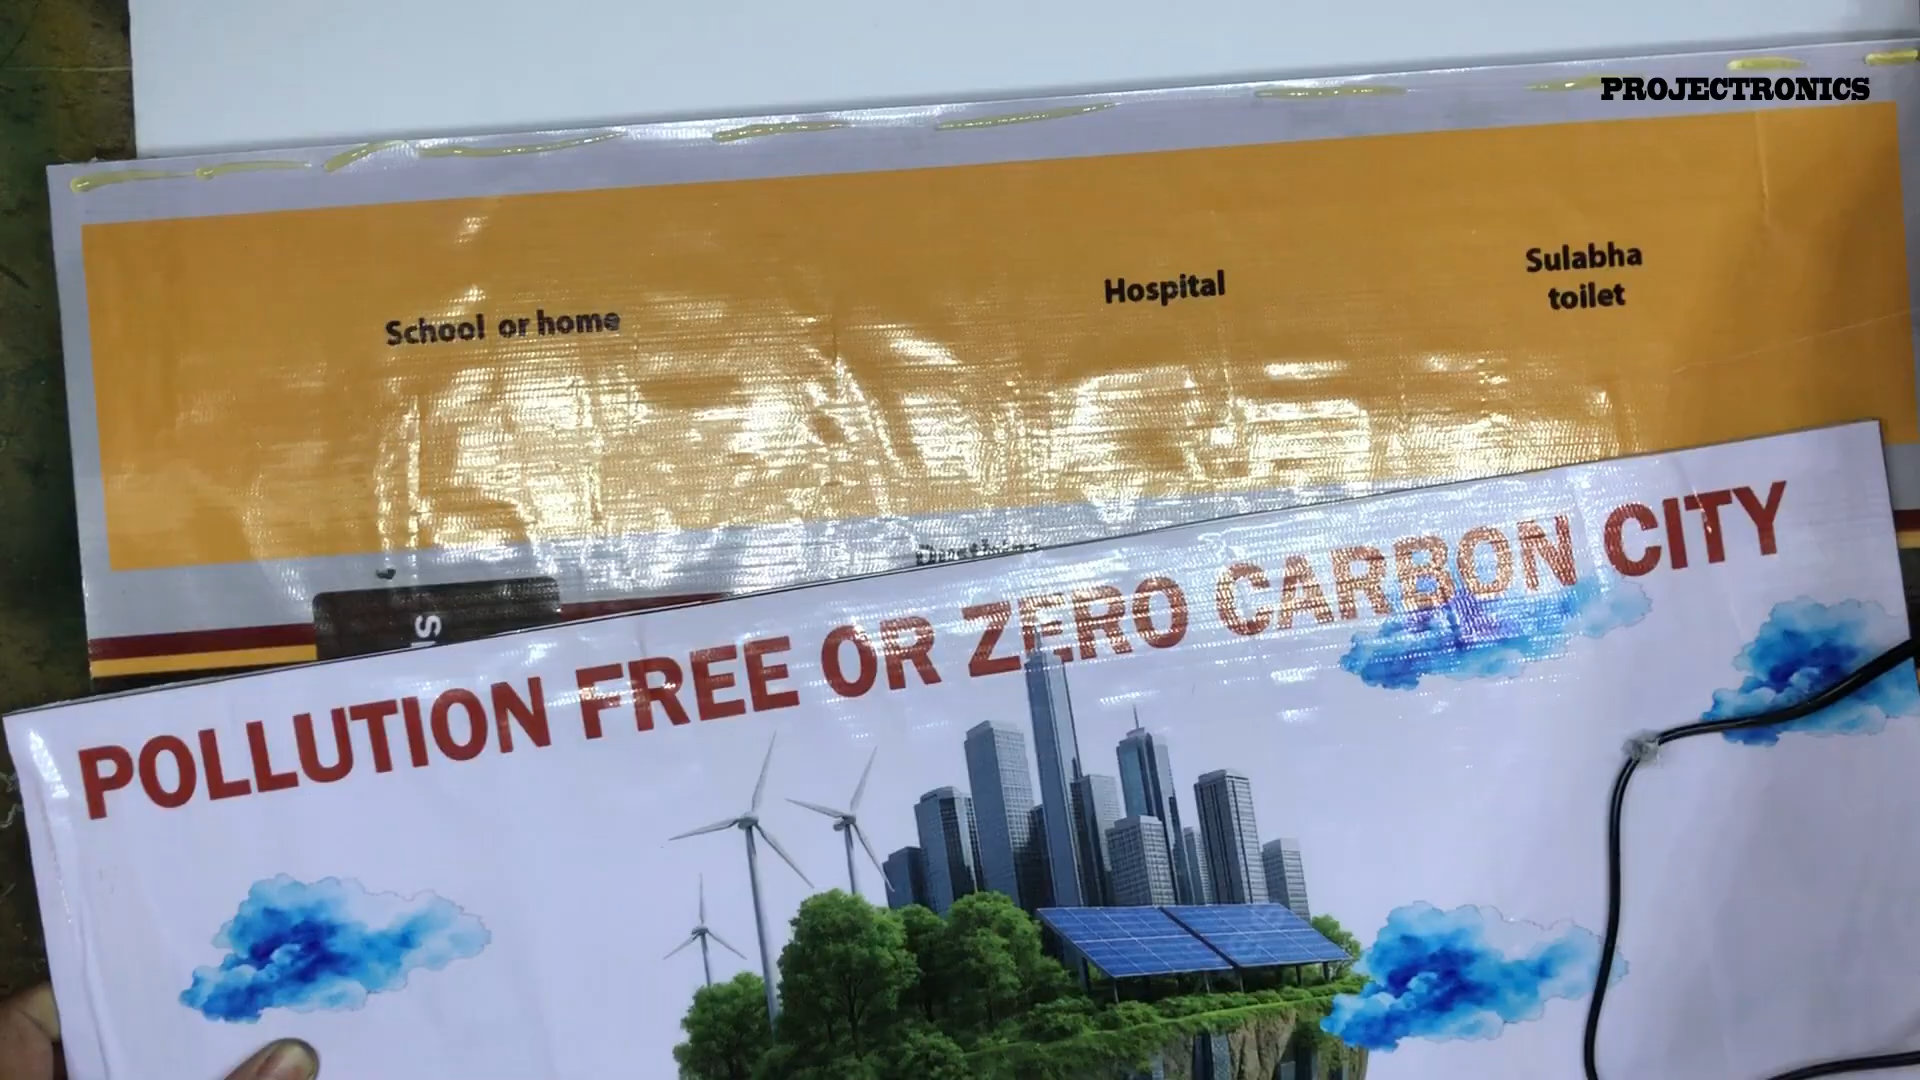 PROJECTRONICS
Sulabha
toilet
Hospital
School or home
POLLUTION FREE OR ZERO CARBON CITY